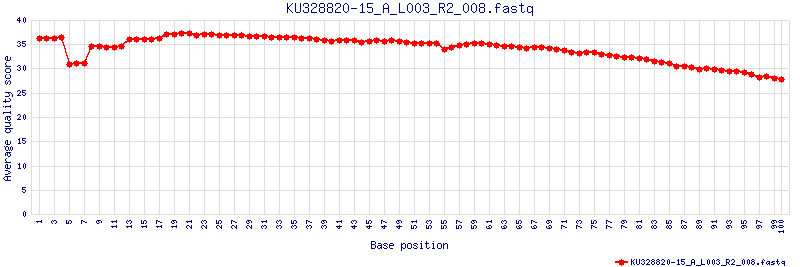 KU328820-15_A_L003_R2_008.fastq
Average quality score
40
35
30
25
20
15
10
5
0
1 3 5 7 9 11 13 15 17 19 21 23 25 27 29 31 33 35 37 39 41 43 45 47 49 51 53 55 57 59 61 63 65 67 69 71 73 75 77 79 81 83 85 87 89 91 93 95 97 99 100
Base position
KU328820-15_A_L003_R2_008.fastq